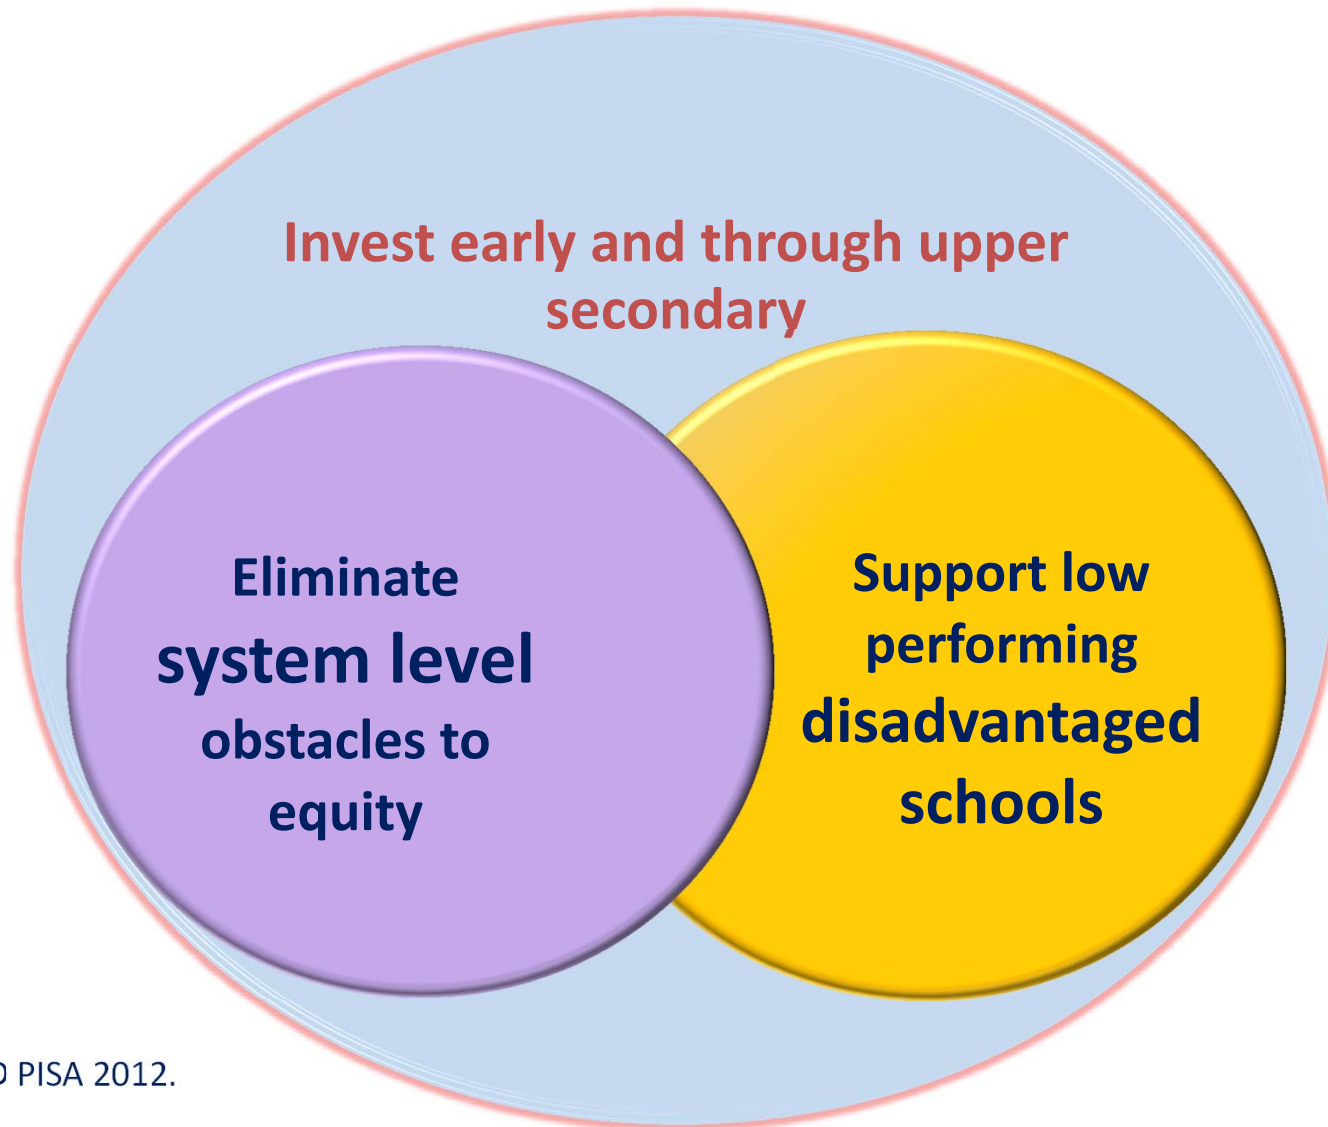 Invest early and through upper
secondary
Eliminate
system level
obstacles to
equity
Support low
performing
disadvantaged
schools
PISA 2012.